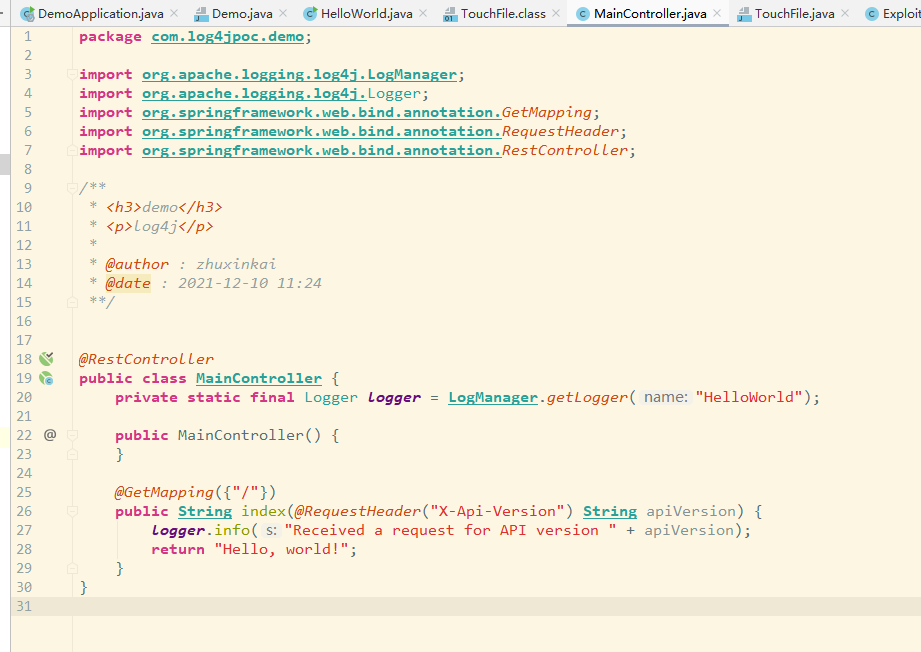 DemoApplication.java Demo.java HelloWorld.java TouchFile.class MainController.java TouchFile.java Exploit
1 package com.log4jpoc.demo;
2
3 import org.apache.logging.log4j.LogManager;
4 import org.apache.logging.log4j.Logger;
5 import org.springframework.web.bind.annotation.GetMapping;
6 import org.springframework.web.bind.annotation.RequestHeader;
7 import org.springframework.web.bind.annotation.RestController;
8
9 /**
10 * <h3>demo</h3>
11 * <p>log4j</p>
12 *
13 * @author : zhuxinkai
14 * @date : 2021-12-10 11:24
15 **/
16
17
18 @RestController
19 public class MainController {
20 private static final Logger logger = LogManager.getLogger( name: "HelloWorld");
21
22 @ public MainController() {
23 }
24
25 @GetMapping({"/"})
26 public String index(@RequestHeader("X-Api-Version") String apiVersion) {
27 logger.info( s: "Received a request for API version " + apiVersion);
28 return "Hello, world!";
29 }
30 }
31